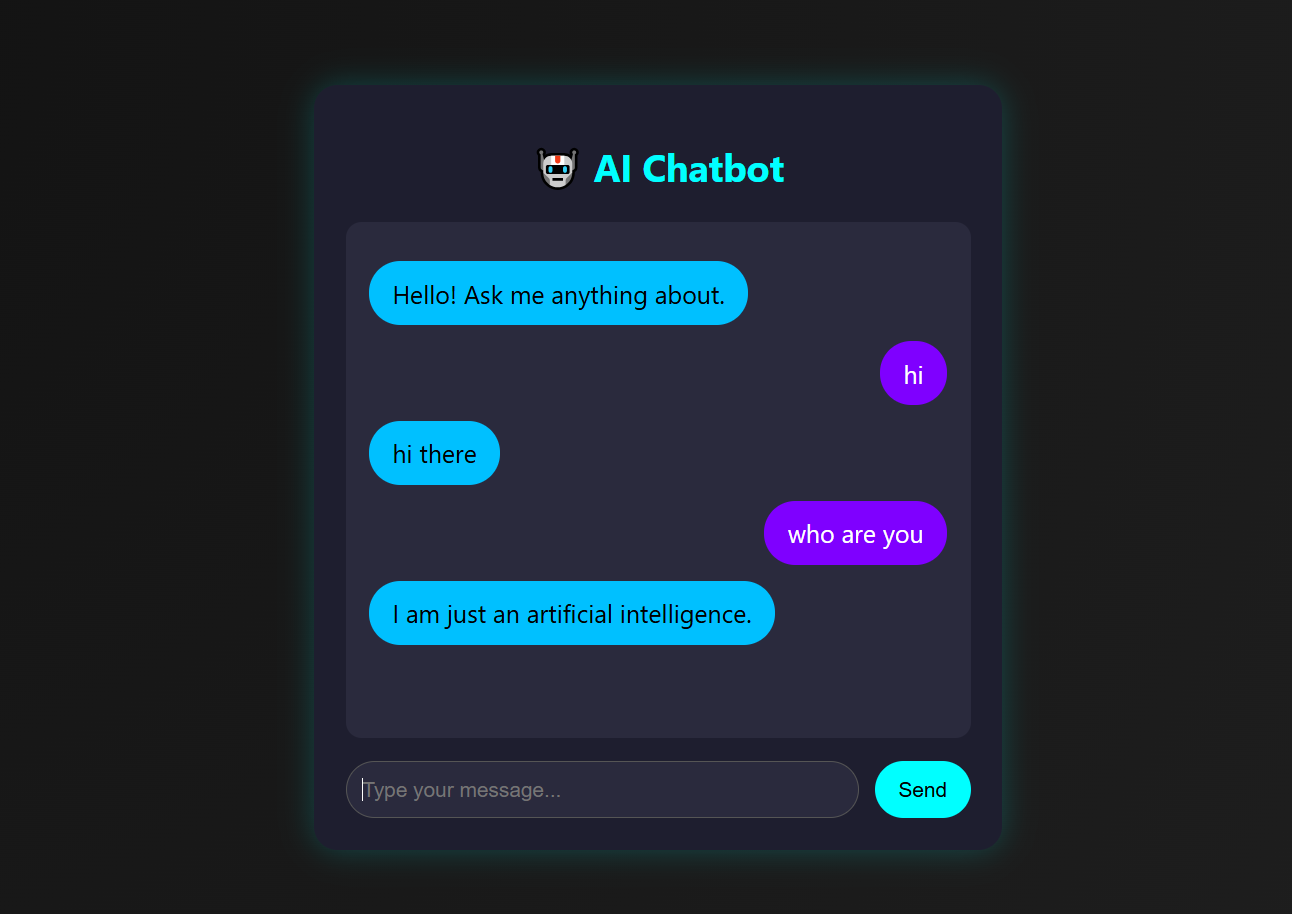 AI Chatbot
Hello! Ask me anything about.
hi
hi there
who are you
I am just an artificial intelligence.
Type your message...
Send